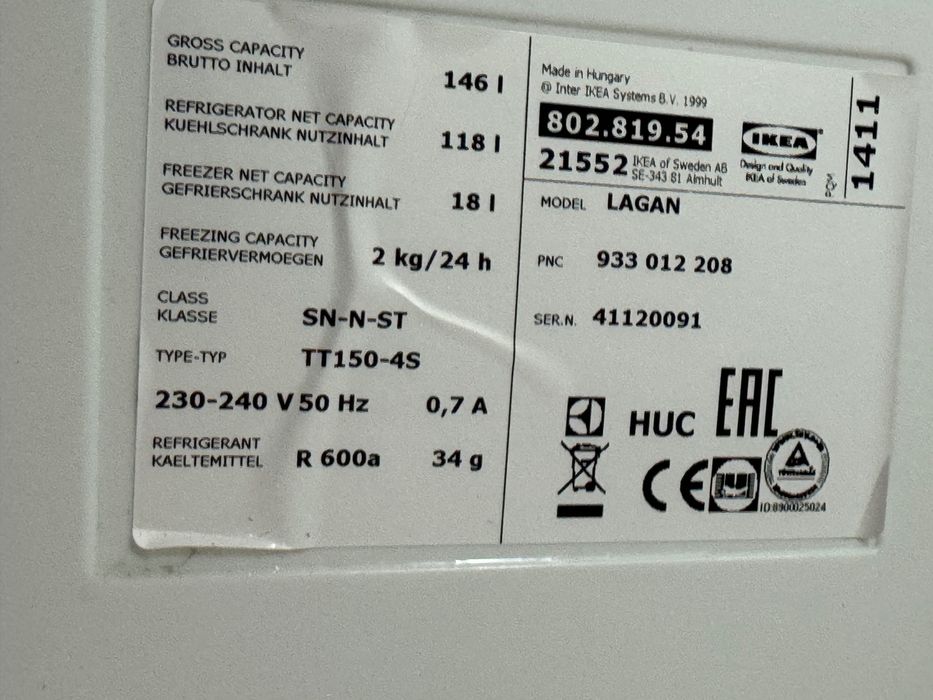 GROSS CAPACITY
BRUTTO INHALT
146 l
REFRIGERATOR NET CAPACITY
KUEHLSCHRANK NUTZINHALT
118 l
FREEZER NET CAPACITY
GEFRIERSCHRANK NUTZINHALT
18 l
FREEZING CAPACITY
GEFRIERVERMOEGEN
2 kg/24 h
CLASS
KLASSE
SN-N-ST
TYPE-TYP
TT150-4S
230-240 V 50 Hz 0,7 A
REFRIGERANT
KAELTEMITTEL
R 600a 34 g
Made in Hungary
@ Inter IKEA Systems B.V. 1999
802.819.54
21552
IKEA of Sweden AB
SE-343 81 Älmhult
IKEA
Design and Quality
IKEA of Sweden
1411
MODEL LAGAN
PNC 933 012 208
SER.N. 41120091
HUC
EAC
CE
ID:8900025024